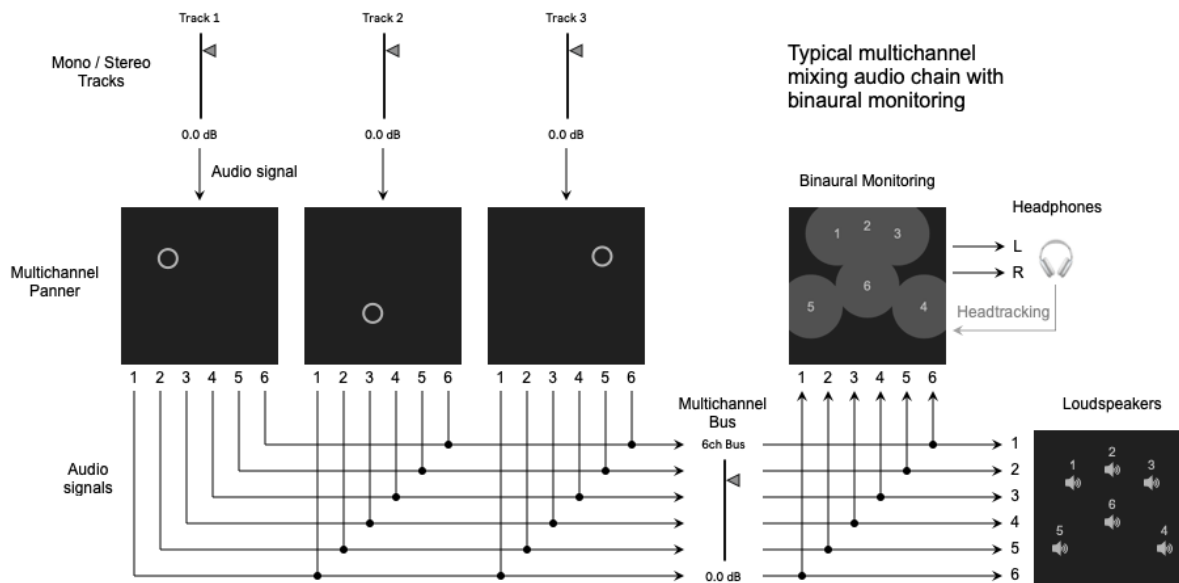 Track 1
Track 2
Track 3
Mono / Stereo
Tracks
Typical multichannel
mixing audio chain with
binaural monitoring
0.0 dB
0.0 dB
0.0 dB
Audio signal
Binaural Monitoring
Headphones
Multichannel
Panner
1
2
3
6
5
4
L
R
Headtracking
1 2 3 4 5 6
1 2 3 4 5 6
1 2 3 4 5 6
1 2 3 4 5 6
Multichannel
Bus
6ch Bus
0.0 dB
Audio
signals
1
2
3
4
5
6
Loudspeakers
2
1
3
6
5
4